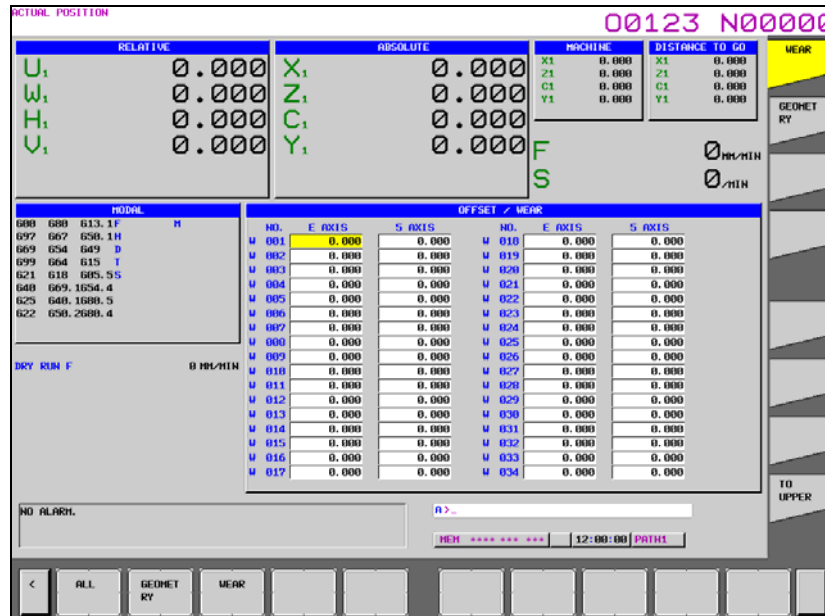 ACTUAL POSITION
O0123 N00000
RELATIVE
U1 0.000
W1 0.000
H1 0.000
V1 0.000
ABSOLUTE
X1 0.000
Z1 0.000
C1 0.000
Y1 0.000
MACHINE
X1 0.000
Z1 0.000
C1 0.000
Y1 0.000
DISTANCE TO GO
X1 0.000
Z1 0.000
C1 0.000
Y1 0.000
F 0 MM/MIN
S 0 /MIN
MODAL
G00 G80 G13.1 F M
G97 G67 G50.1 H
G69 G54 G49 D
G99 G64 G15 T
G21 G18 G05.5 S
G40 G69.1 G54.4
G25 G40.1 G80.5
G22 G50.2 G80.4
DRY RUN F 0 MM/MIN
OFFSET / WEAR
NO. E AXIS S AXIS NO. E AXIS S AXIS
W 001 0.000 0.000 W 018 0.000 0.000
W 002 0.000 0.000 W 019 0.000 0.000
W 003 0.000 0.000 W 020 0.000 0.000
W 004 0.000 0.000 W 021 0.000 0.000
W 005 0.000 0.000 W 022 0.000 0.000
W 006 0.000 0.000 W 023 0.000 0.000
W 007 0.000 0.000 W 024 0.000 0.000
W 008 0.000 0.000 W 025 0.000 0.000
W 009 0.000 0.000 W 026 0.000 0.000
W 010 0.000 0.000 W 027 0.000 0.000
W 011 0.000 0.000 W 028 0.000 0.000
W 012 0.000 0.000 W 029 0.000 0.000
W 013 0.000 0.000 W 030 0.000 0.000
W 014 0.000 0.000 W 031 0.000 0.000
W 015 0.000 0.000 W 032 0.000 0.000
W 016 0.000 0.000 W 033 0.000 0.000
W 017 0.000 0.000 W 034 0.000 0.000
NO ALARM.
A>_
MEM **** *** *** 12:00:00 PATH1
WEAR
GEOMET
RY
TO
UPPER
< ALL GEOMET
RY
WEAR